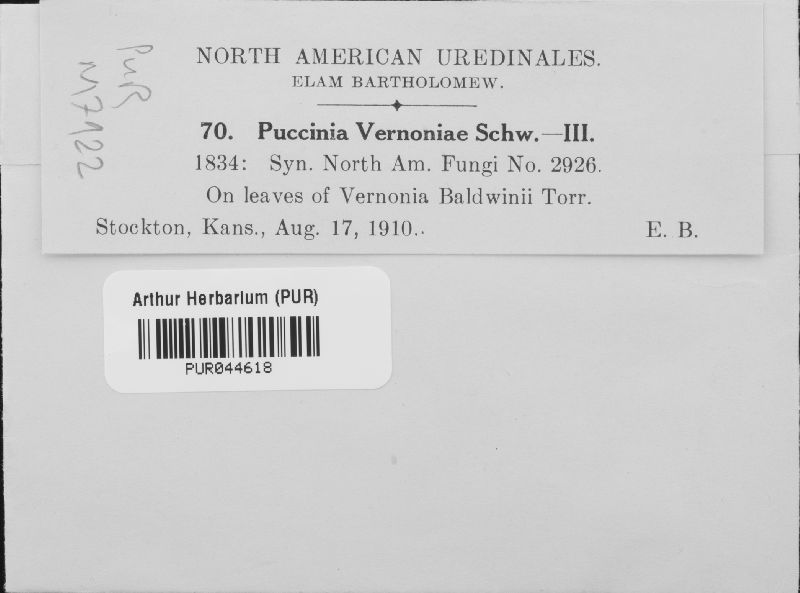 NORTH AMERICAN UREDINALES.
ELAM BARTHOLOMEW.
70. Puccinia Vernoniae Schw.—III.
1834: Syn. North Am. Fungi No. 2926.
On leaves of Vernonia Baldwinii Torr.
Stockton, Kans., Aug. 17, 1910..
E. B.
PUR
N7922
Arthur Herbarium (PUR)
PUR044618